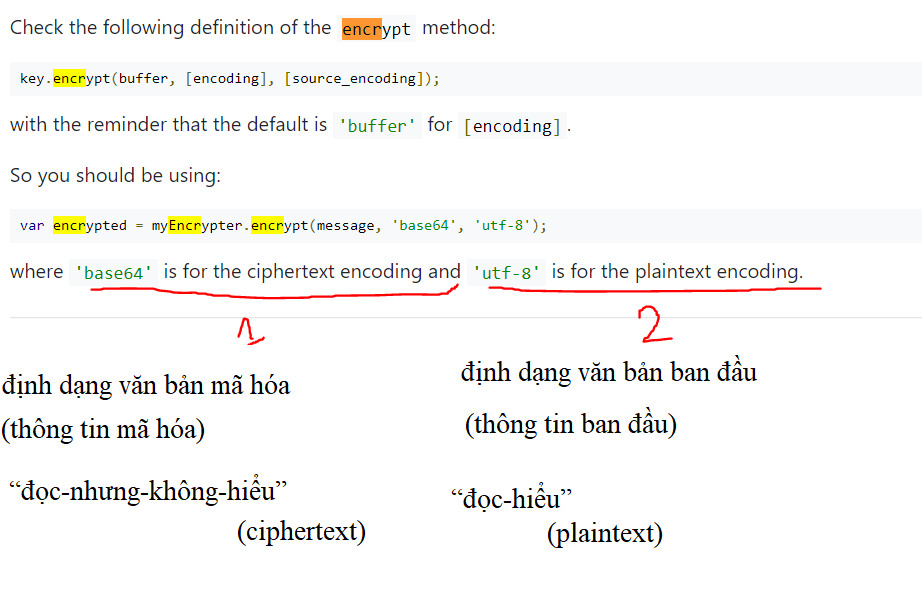 Check the following definition of the encrypt method:
key.encrypt(buffer, [encoding], [source_encoding]);
with the reminder that the default is 'buffer' for [encoding].
So you should be using:
var encrypted = myEncrypter.encrypt(message, 'base64', 'utf-8');
where 'base64' is for the ciphertext encoding and 'utf-8' is for the plaintext encoding.
1
2
định dạng văn bản mã hóa
(thông tin mã hóa)
“đọc-nhưng-không-hiểu”
(ciphertext)
định dạng văn bản ban đầu
(thông tin ban đầu)
“đọc-hiểu”
(plaintext)